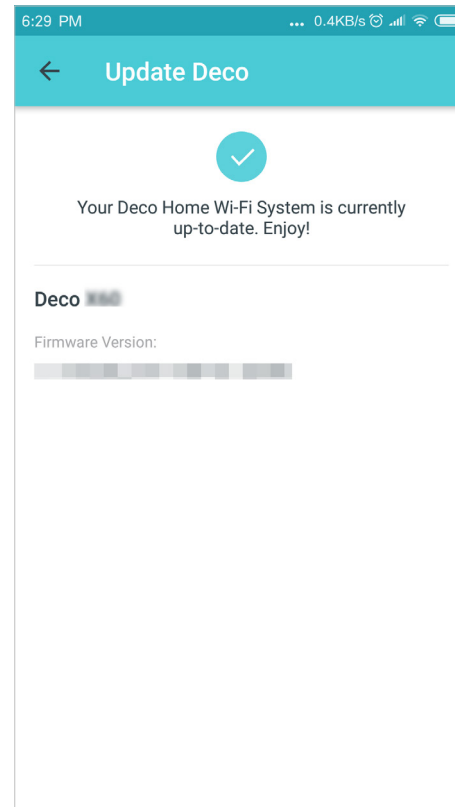 6:29 PM ... 0.4KB/s
Update Deco
Your Deco Home Wi-Fi System is currently
up-to-date. Enjoy!
Deco
Firmware Version: